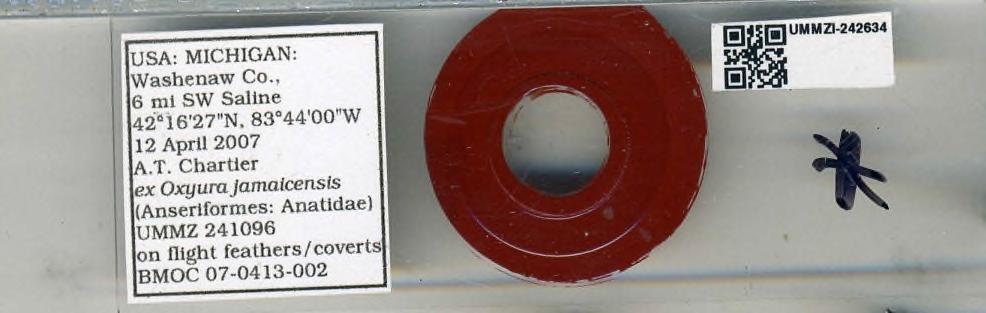 USA: MICHIGAN:
Washenaw Co.,
6 mi SW Saline
42°16'27"N, 83°44'00"W
12 April 2007
A.T. Chartier
ex Oxyura jamaicensis
(Anseriformes: Anatidae)
UMMZ 241096
on flight feathers/coverts
BMOC 07-0413-002
UMMZI-242634